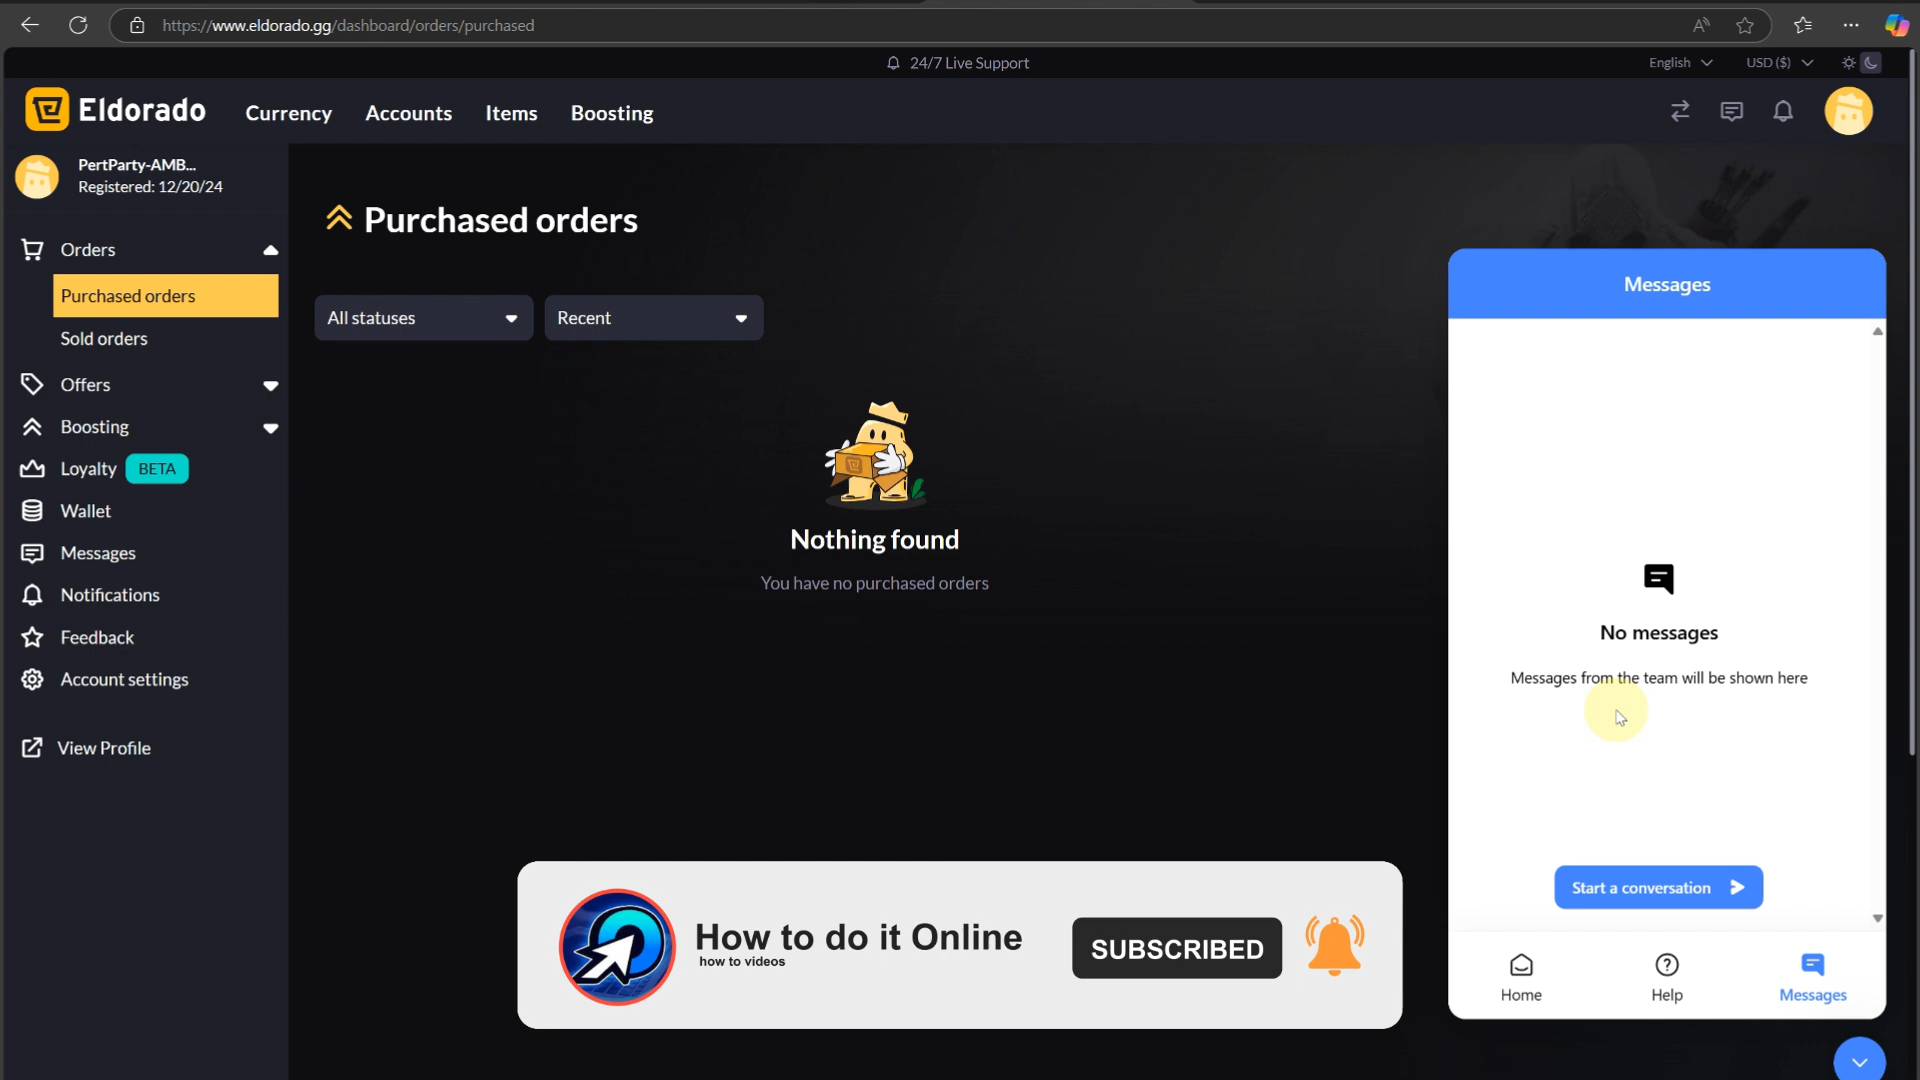 https://www.eldorado.gg/dashboard/orders/purchased
24/7 Live Support
English
USD ($)
Eldorado
Currency
Accounts
Items
Boosting
PertParty-AMB...
Registered: 12/20/24
Orders
Purchased orders
Sold orders
Offers
Boosting
Loyalty BETA
Wallet
Messages
Notifications
Feedback
Account settings
View Profile
Purchased orders
All statuses
Recent
Nothing found
You have no purchased orders
Messages
No messages
Messages from the team will be shown here
Start a conversation
Home
Help
Messages
How to do it Online
how to videos
SUBSCRIBED